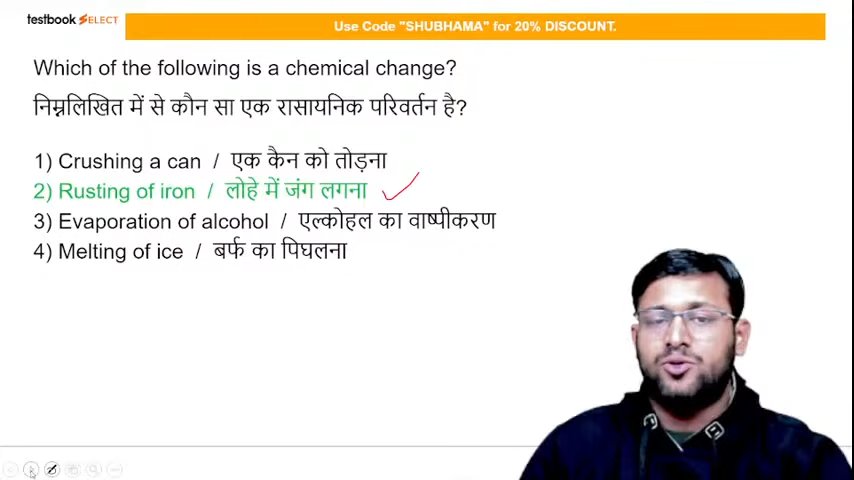 testbook SELECT
Use Code "SHUBHAMA" for 20% DISCOUNT.
Which of the following is a chemical change?
निम्नलिखित में से कौन सा एक रासायनिक परिवर्तन है?
1) Crushing a can / एक कैन को तोड़ना
2) Rusting of iron / लोहे में जंग लगना
3) Evaporation of alcohol / एल्कोहल का वाष्पीकरण
4) Melting of ice / बर्फ का पिघलना